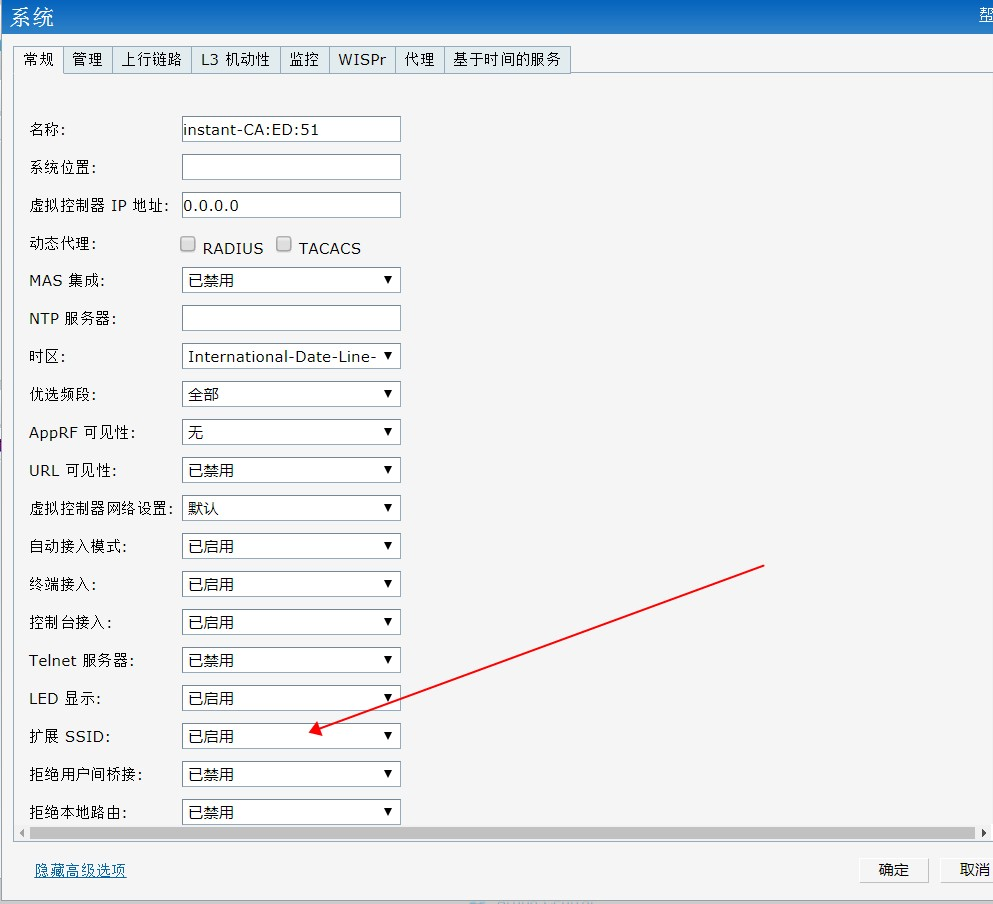 系统
帮
常规 管理 上行链路 L3 机动性 监控 WISPr 代理 基于时间的服务
名称: instant-CA:ED:51
系统位置:
虚拟控制器 IP 地址: 0.0.0.0
动态代理: RADIUS TACACS
MAS 集成: 已禁用
NTP 服务器:
时区: International-Date-Line-
优选频段: 全部
AppRF 可见性: 无
URL 可见性: 已禁用
虚拟控制器网络设置: 默认
自动接入模式: 已启用
终端接入: 已启用
控制台接入: 已启用
Telnet 服务器: 已禁用
LED 显示: 已启用
扩展 SSID: 已启用
拒绝用户间桥接: 已禁用
拒绝本地路由: 已禁用
隐藏高级选项
确定 取消